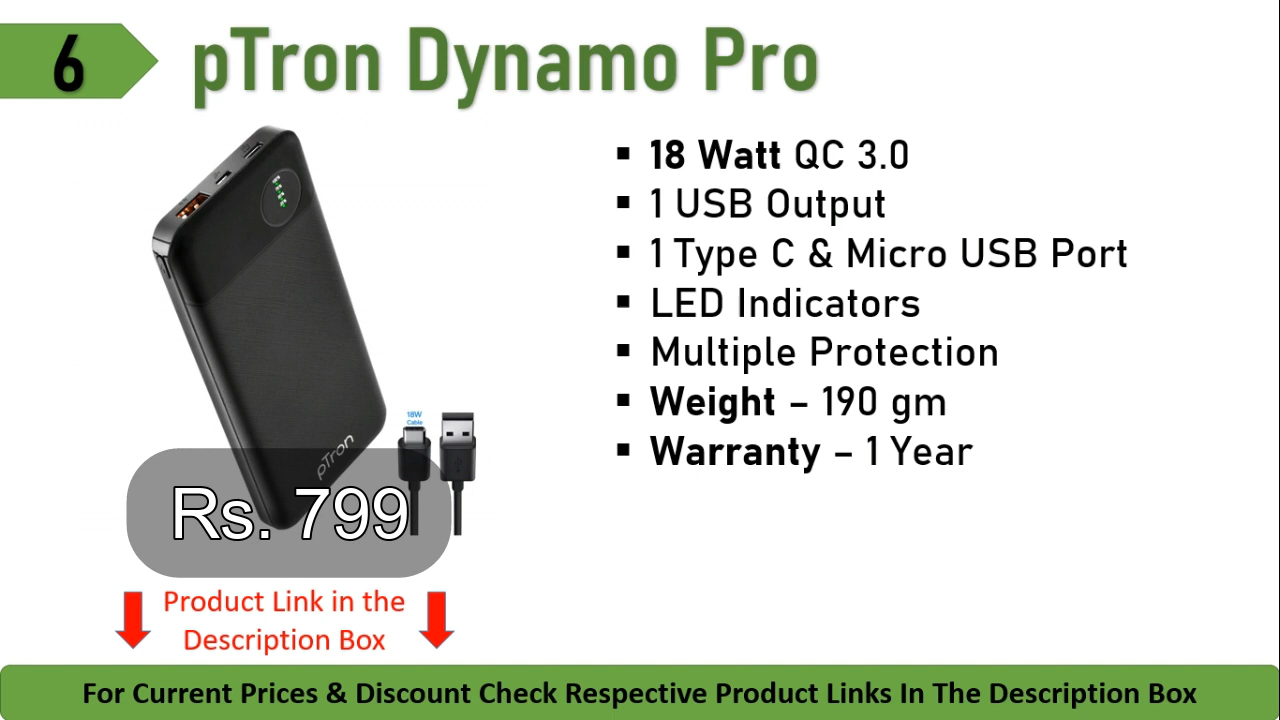 6
pTron Dynamo Pro
▪ 18 Watt QC 3.0
▪ 1 USB Output
▪ 1 Type C & Micro USB Port
▪ LED Indicators
▪ Multiple Protection
▪ Weight – 190 gm
▪ Warranty – 1 Year
18W
Cable
pTron
Rs. 799
Product Link in the
Description Box
For Current Prices & Discount Check Respective Product Links In The Description Box